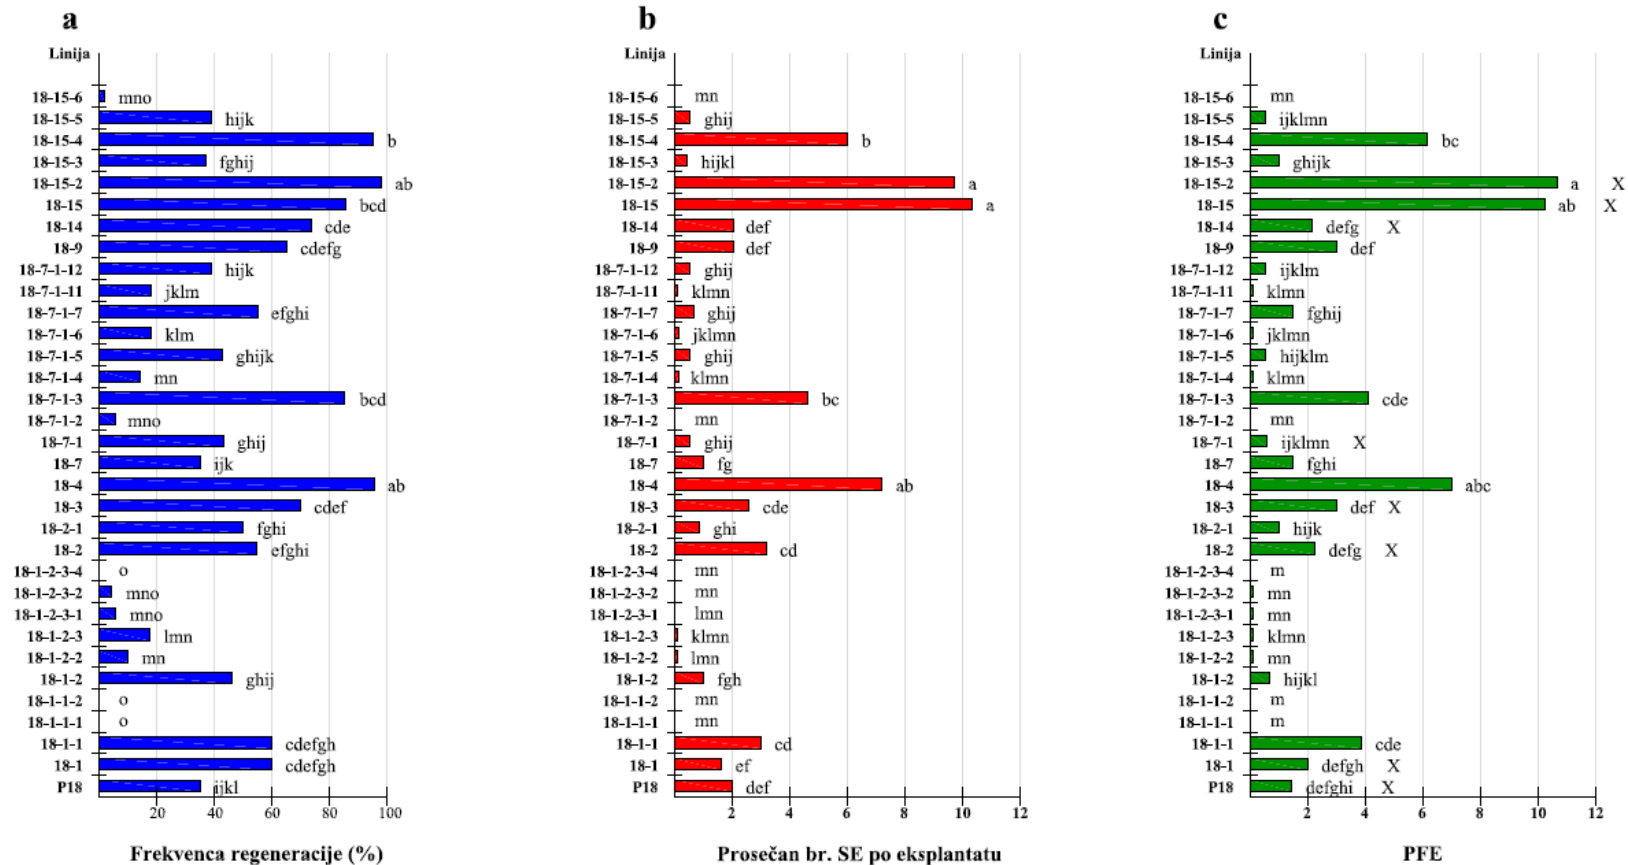 a b c
Linija Linija Linija
18-15-6 mno 18-15-6 mn 18-15-6 mn
18-15-5 hijk 18-15-5 ghij 18-15-5 ijklmn
18-15-4 b 18-15-4 b 18-15-4 bc
18-15-3 fghij 18-15-3 hijkl 18-15-3 ghijk
18-15-2 ab 18-15-2 a 18-15-2 a X
18-15 bcd 18-15 a 18-15 ab X
18-14 cde 18-14 def 18-14 defg X
18-9 cdefg 18-9 def 18-9 def
18-7-1-12 hijk 18-7-1-12 ghij 18-7-1-12 ijklm
18-7-1-11 jklm 18-7-1-11 klmn 18-7-1-11 klmn
18-7-1-7 efghi 18-7-1-7 ghij 18-7-1-7 fghij
18-7-1-6 klm 18-7-1-6 jklmn 18-7-1-6 jklmn
18-7-1-5 ghijk 18-7-1-5 ghij 18-7-1-5 hijklm
18-7-1-4 mn 18-7-1-4 klmn 18-7-1-4 klmn
18-7-1-3 bcd 18-7-1-3 bc 18-7-1-3 cde
18-7-1-2 mno 18-7-1-2 mn 18-7-1-2 mn
18-7-1 ghij 18-7-1 ghij 18-7-1 ijklmn X
18-7 ijk 18-7 fg 18-7 fghi
18-4 ab 18-4 ab 18-4 abc
18-3 cdef 18-3 cde 18-3 def X
18-2-1 fghi 18-2-1 ghi 18-2-1 hijk
18-2 efghi 18-2 cd 18-2 defg X
18-1-2-3-4 o 18-1-2-3-4 mn 18-1-2-3-4 m
18-1-2-3-2 mno 18-1-2-3-2 mn 18-1-2-3-2 mn
18-1-2-3-1 mno 18-1-2-3-1 lmn 18-1-2-3-1 mn
18-1-2-3 lmn 18-1-2-3 klmn 18-1-2-3 klmn
18-1-2-2 mn 18-1-2-2 lmn 18-1-2-2 mn
18-1-2 ghij 18-1-2 fgh 18-1-2 hijkl
18-1-1-2 o 18-1-1-2 mn 18-1-1-2 m
18-1-1-1 o 18-1-1-1 mn 18-1-1-1 m
18-1-1 cdefgh 18-1-1 cd 18-1-1 cde
18-1 cdefgh 18-1 ef 18-1 defgh X
P18 ijkl P18 def P18 defghi X
20 40 60 80 100 2 4 6 8 10 12 2 4 6 8 10 12
Frekvenca regeneracije (%) Prosečan br. SE po eksplantatu PFE